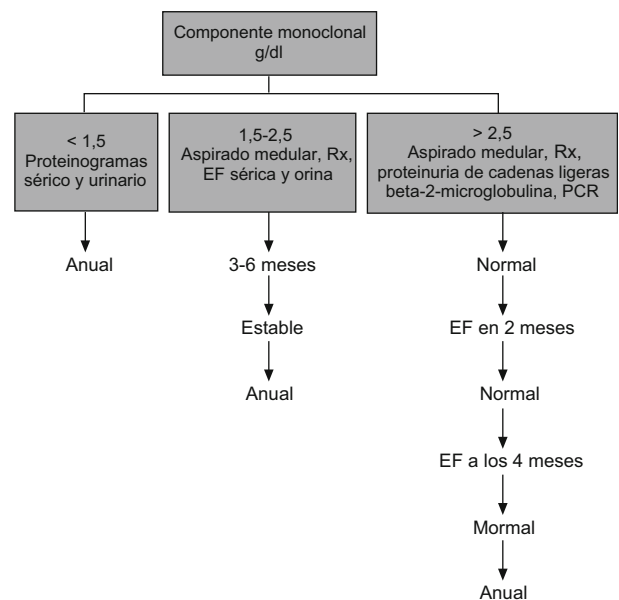 Componente monoclonal
g/dl
< 1,5
Proteinogramas
sérico y urinario
Anual
1,5-2,5
Aspirado medular, Rx,
EF sérica y orina
3-6 meses
Estable
Anual
> 2,5
Aspirado medular, Rx,
proteinuria de cadenas ligeras
beta-2-microglobulina, PCR
Normal
EF en 2 meses
Normal
EF a los 4 meses
Mormal
Anual